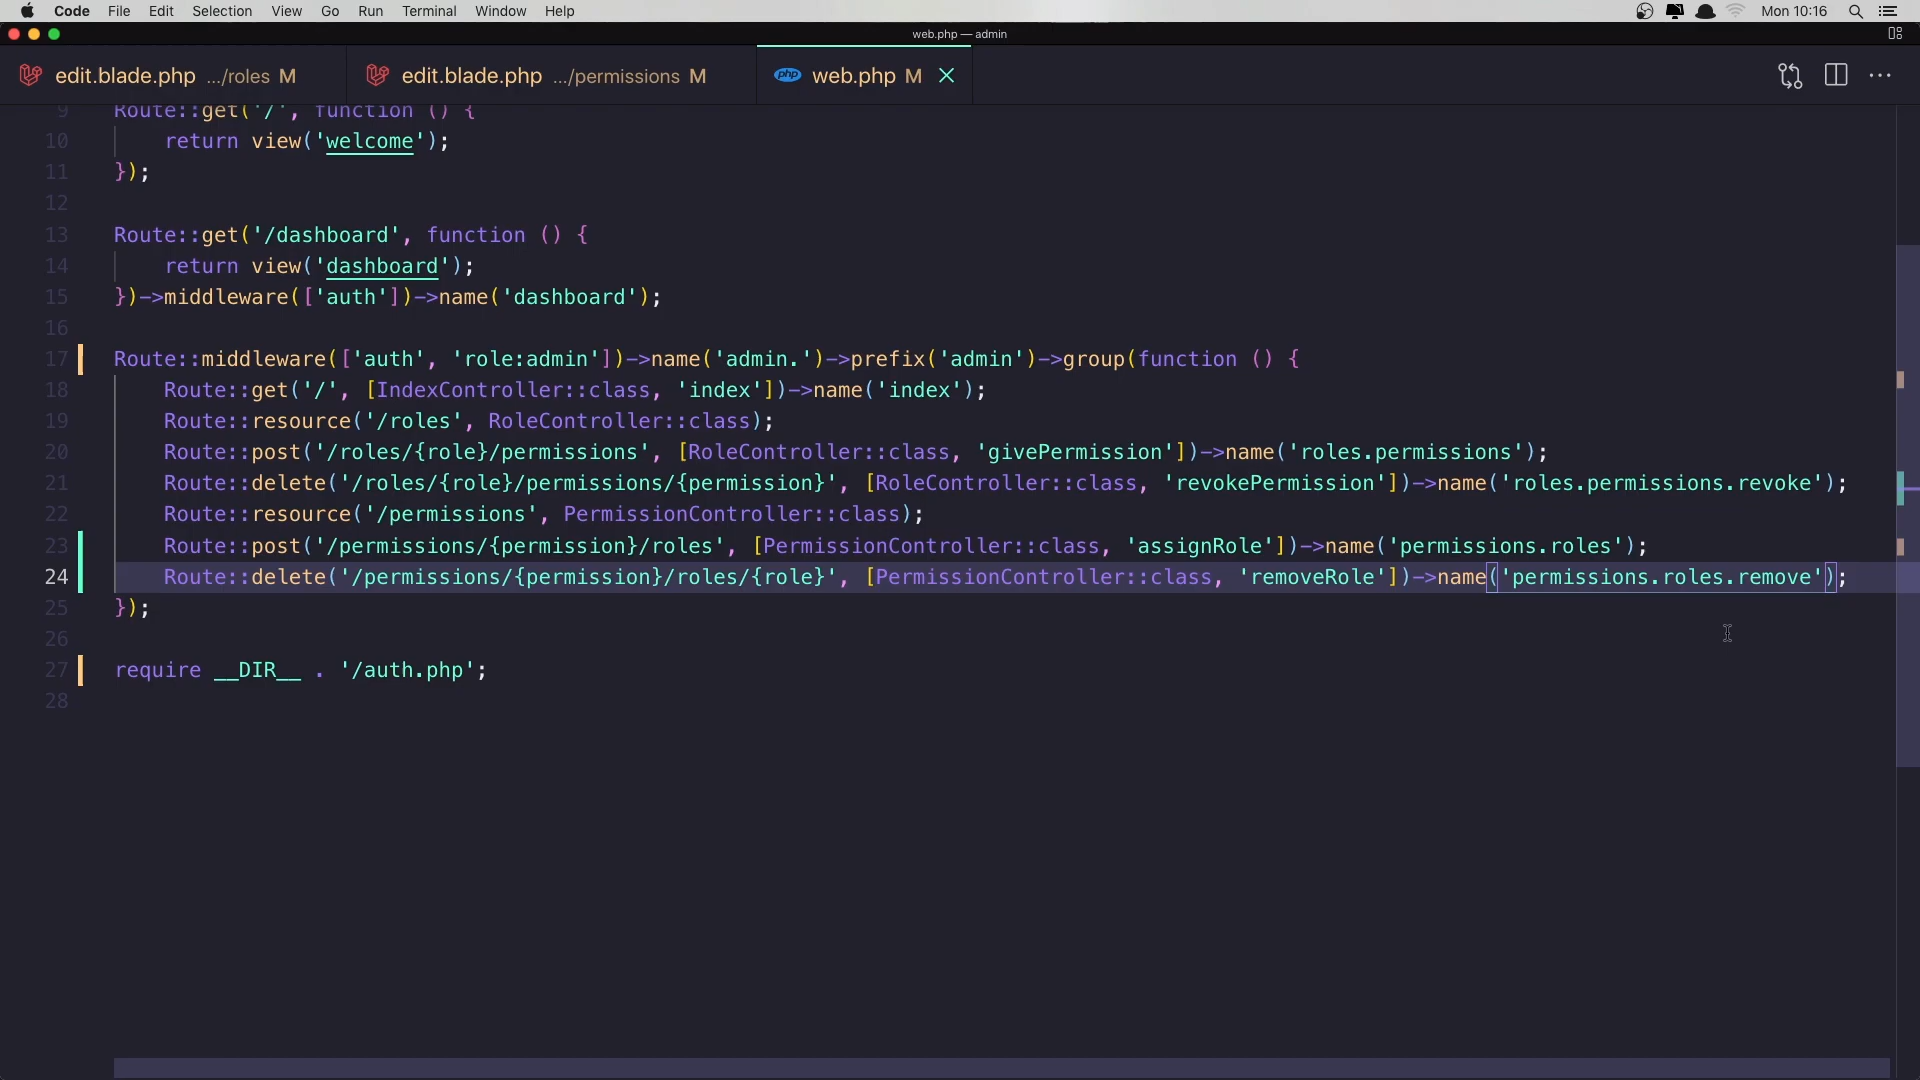 Code File Edit Selection View Go Run Terminal Window Help Mon 10:16
web.php — admin
edit.blade.php .../roles M edit.blade.php .../permissions M php web.php M
9 Route::get('/', function () {
10 return view('welcome');
11 });
12
13 Route::get('/dashboard', function () {
14 return view('dashboard');
15 })->middleware(['auth'])->name('dashboard');
16
17 Route::middleware(['auth', 'role:admin'])->name('admin.')->prefix('admin')->group(function () {
18 Route::get('/', [IndexController::class, 'index'])->name('index');
19 Route::resource('/roles', RoleController::class);
20 Route::post('/roles/{role}/permissions', [RoleController::class, 'givePermission'])->name('roles.permissions');
21 Route::delete('/roles/{role}/permissions/{permission}', [RoleController::class, 'revokePermission'])->name('roles.permissions.revoke');
22 Route::resource('/permissions', PermissionController::class);
23 Route::post('/permissions/{permission}/roles', [PermissionController::class, 'assignRole'])->name('permissions.roles');
24 Route::delete('/permissions/{permission}/roles/{role}', [PermissionController::class, 'removeRole'])->name('permissions.roles.remove');
25 });
26
27 require __DIR__ . '/auth.php';
28